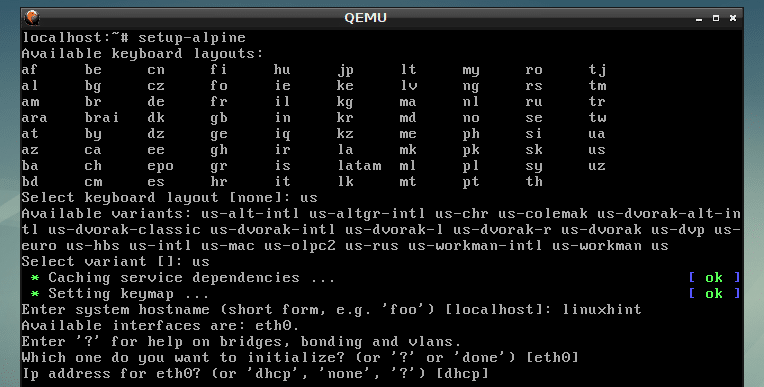 QEMU
localhost:~# setup-alpine
Available keyboard layouts:
af be cn fi hu jp lt my ro tj
al bg cz fo ie ke lv ng rs tm
am br de fr il kg ma nl ru tr
ara brai dk gb in kr md no se tw
at by dz ge iq kz me ph si ua
az ca ee gh ir la mk pk sk us
ba ch epo gr is latam ml pl sy uz
bd cm es hr it lk mt pt th
Select keyboard layout [none]: us
Available variants: us-alt-intl us-altgr-intl us-chr us-colemak us-dvorak-alt-in
tl us-dvorak-classic us-dvorak-intl us-dvorak-l us-dvorak-r us-dvorak us-dvp us-
euro us-hbs us-intl us-mac us-olpc2 us-rus us-workman-intl us-workman us
Select variant []: us
* Caching service dependencies ... [ ok ]
* Setting keymap ... [ ok ]
Enter system hostname (short form, e.g. 'foo') [localhost]: linuxhint
Available interfaces are: eth0.
Enter '?' for help on bridges, bonding and vlans.
Which one do you want to initialize? (or '?' or 'done') [eth0]
Ip address for eth0? (or 'dhcp', 'none', '?') [dhcp]